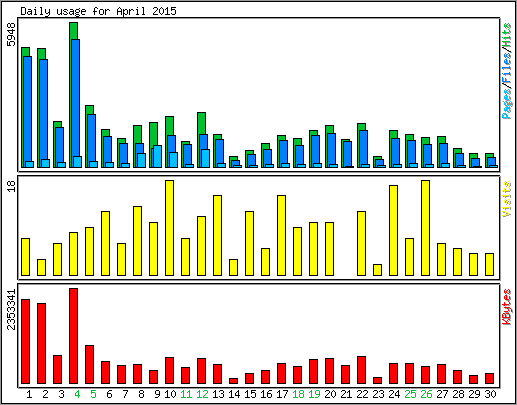 Daily usage for April 2015
5948
Pages/Files/Hits
18
Visits
2353341
KBytes
1 2 3 4 5 6 7 8 9 10 11 12 13 14 15 16 17 18 19 20 21 22 23 24 25 26 27 28 29 30